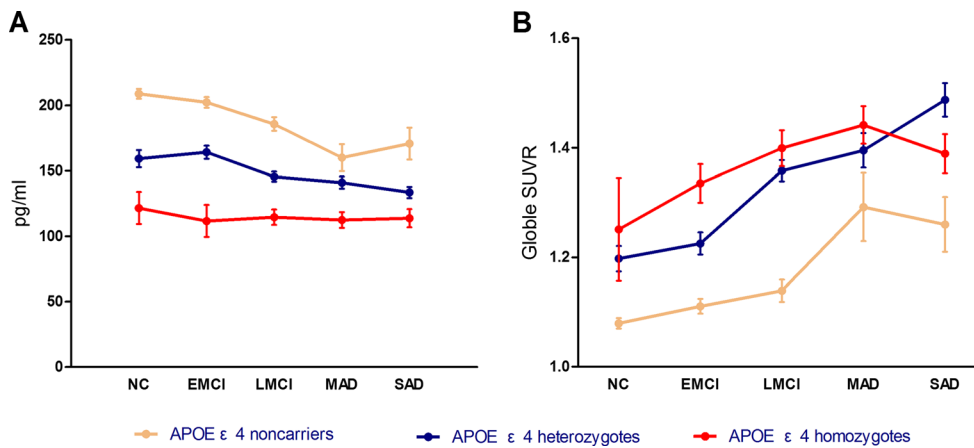 A
250
200
150
100
50
0
pg/ml
NC EMCI LMCI MAD SAD
B
1.6
1.4
1.2
1.0
Globle SUVR
NC EMCI LMCI MAD SAD
APOE ε 4 noncarriers APOE ε 4 heterozygotes APOE ε 4 homozygotes